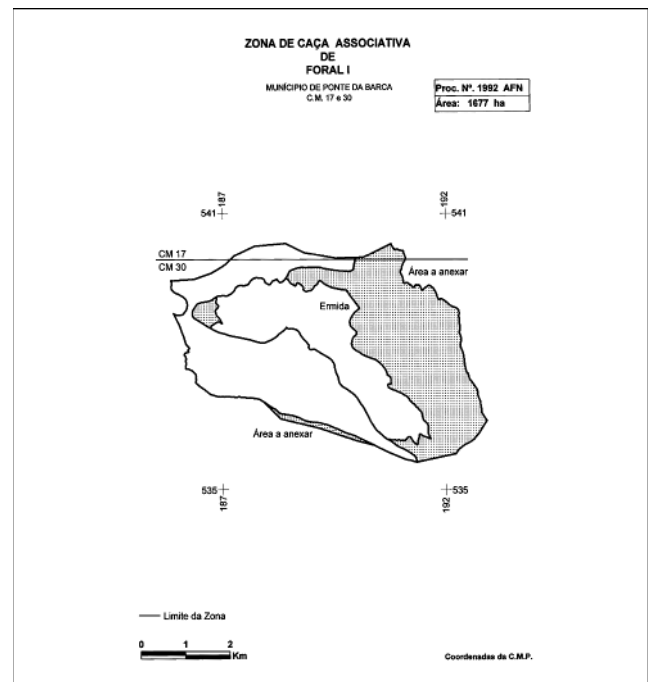 ZONA DE CAÇA ASSOCIATIVA
DE
FORAL I
MUNÍCIPIO DE PONTE DA BARCA
C.M. 17 e 30
Proc. Nº. 1992 AFN
Área: 1677 ha
187
192
541
541
CM 17
CM 30
Área a anexar
Ermida
Área a anexar
535
535
187
192
Limite da Zona
0 1 2
Km
Coordenadas da C.M.P.